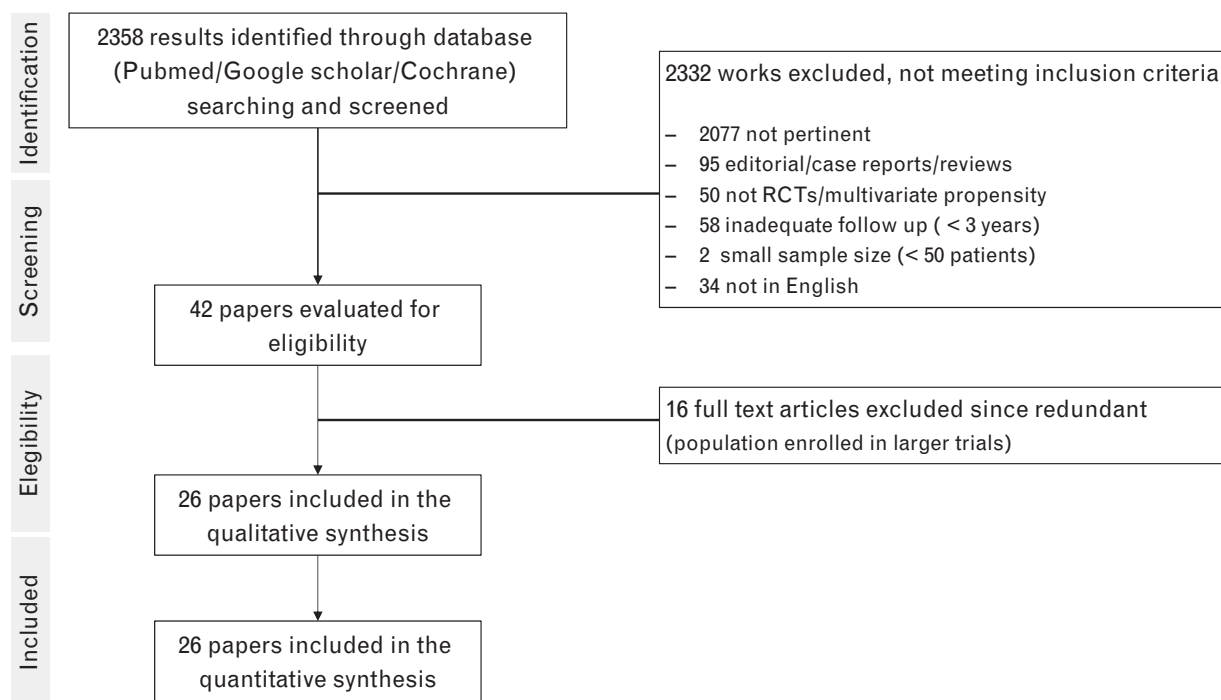 Identification
2358 results identified through database
(Pubmed/Google scholar/Cochrane)
searching and screened
2332 works excluded, not meeting inclusion criteria
– 2077 not pertinent
– 95 editorial/case reports/reviews
– 50 not RCTs/multivariate propensity
– 58 inadequate follow up ( < 3 years)
– 2 small sample size (< 50 patients)
– 34 not in English
Screening
42 papers evaluated for
eligibility
Elegibility
16 full text articles excluded since redundant
(population enrolled in larger trials)
26 papers included in the
qualitative synthesis
Included
26 papers included in the
quantitative synthesis